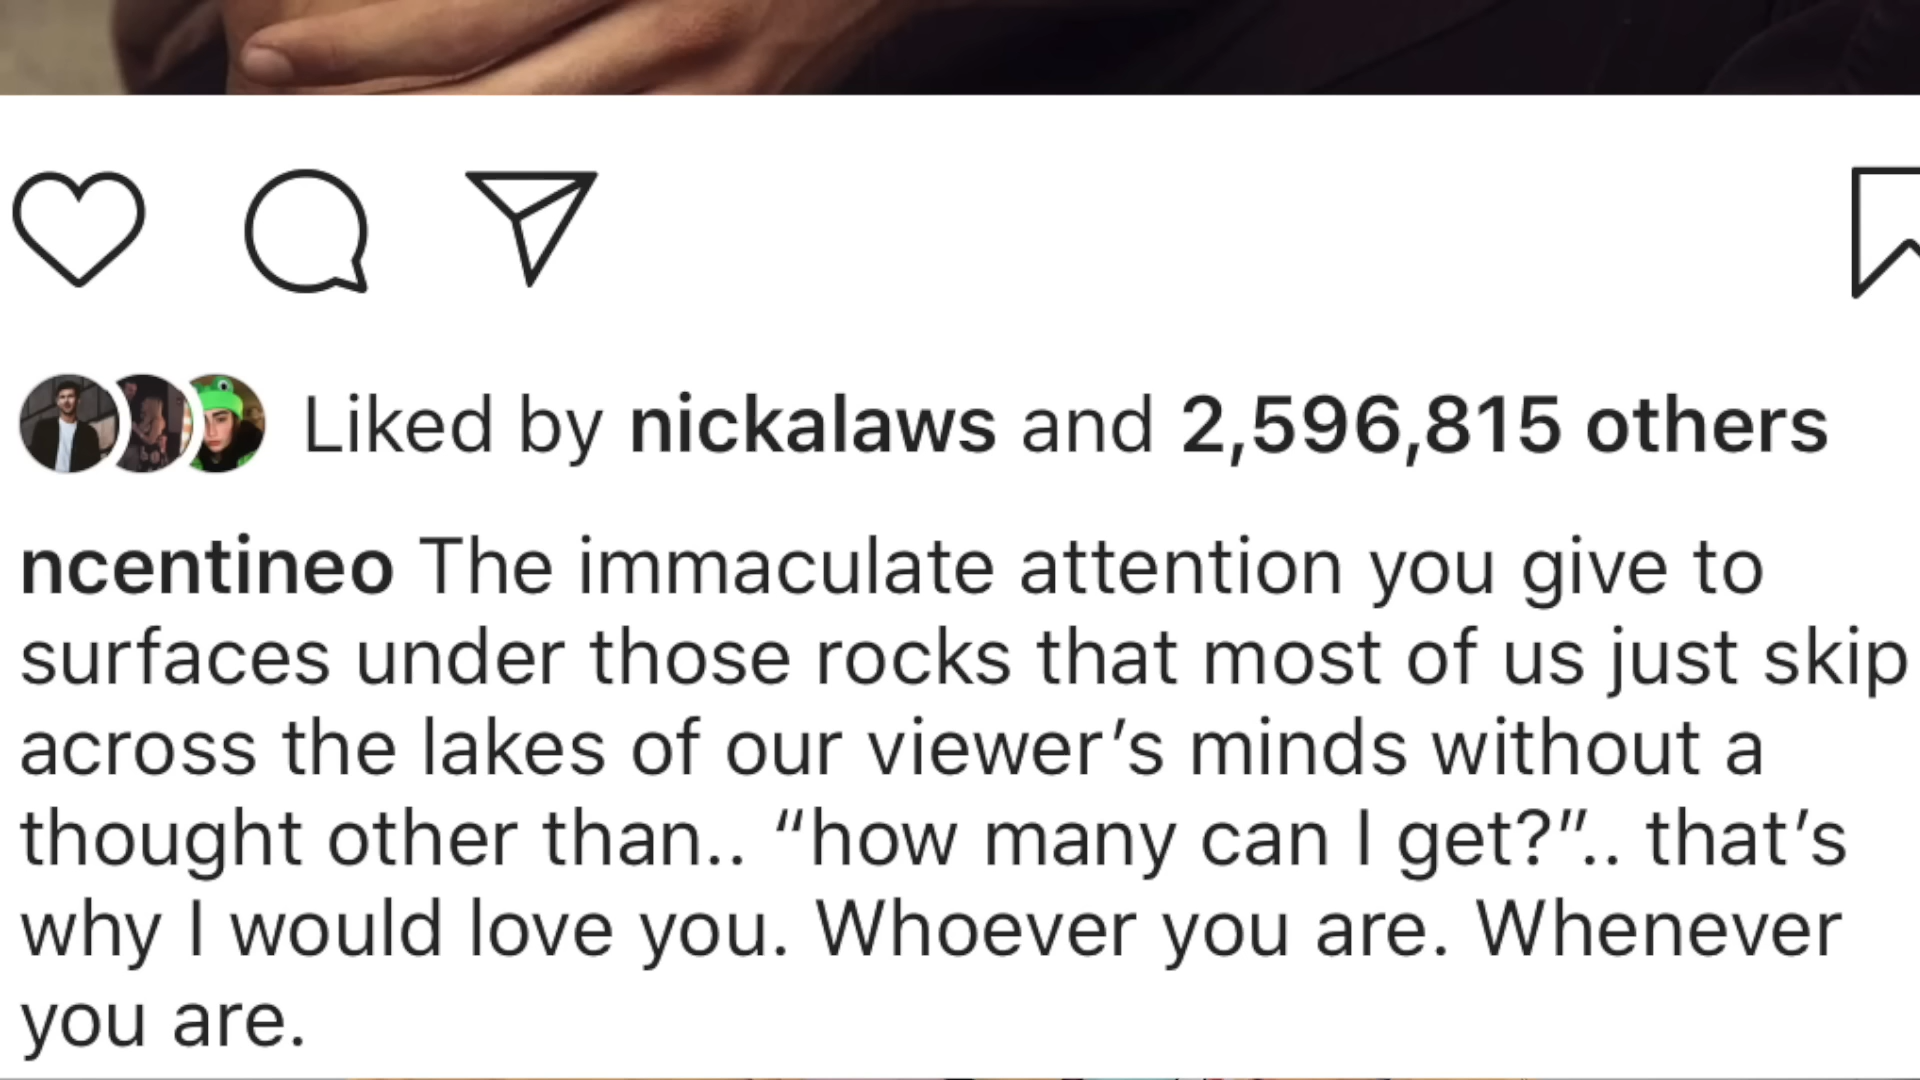 Liked by nickalaws and 2,596,815 others
ncentineo The immaculate attention you give to
surfaces under those rocks that most of us just skip
across the lakes of our viewer’s minds without a
thought other than.. “how many can I get?”.. that’s
why I would love you. Whoever you are. Whenever
you are.